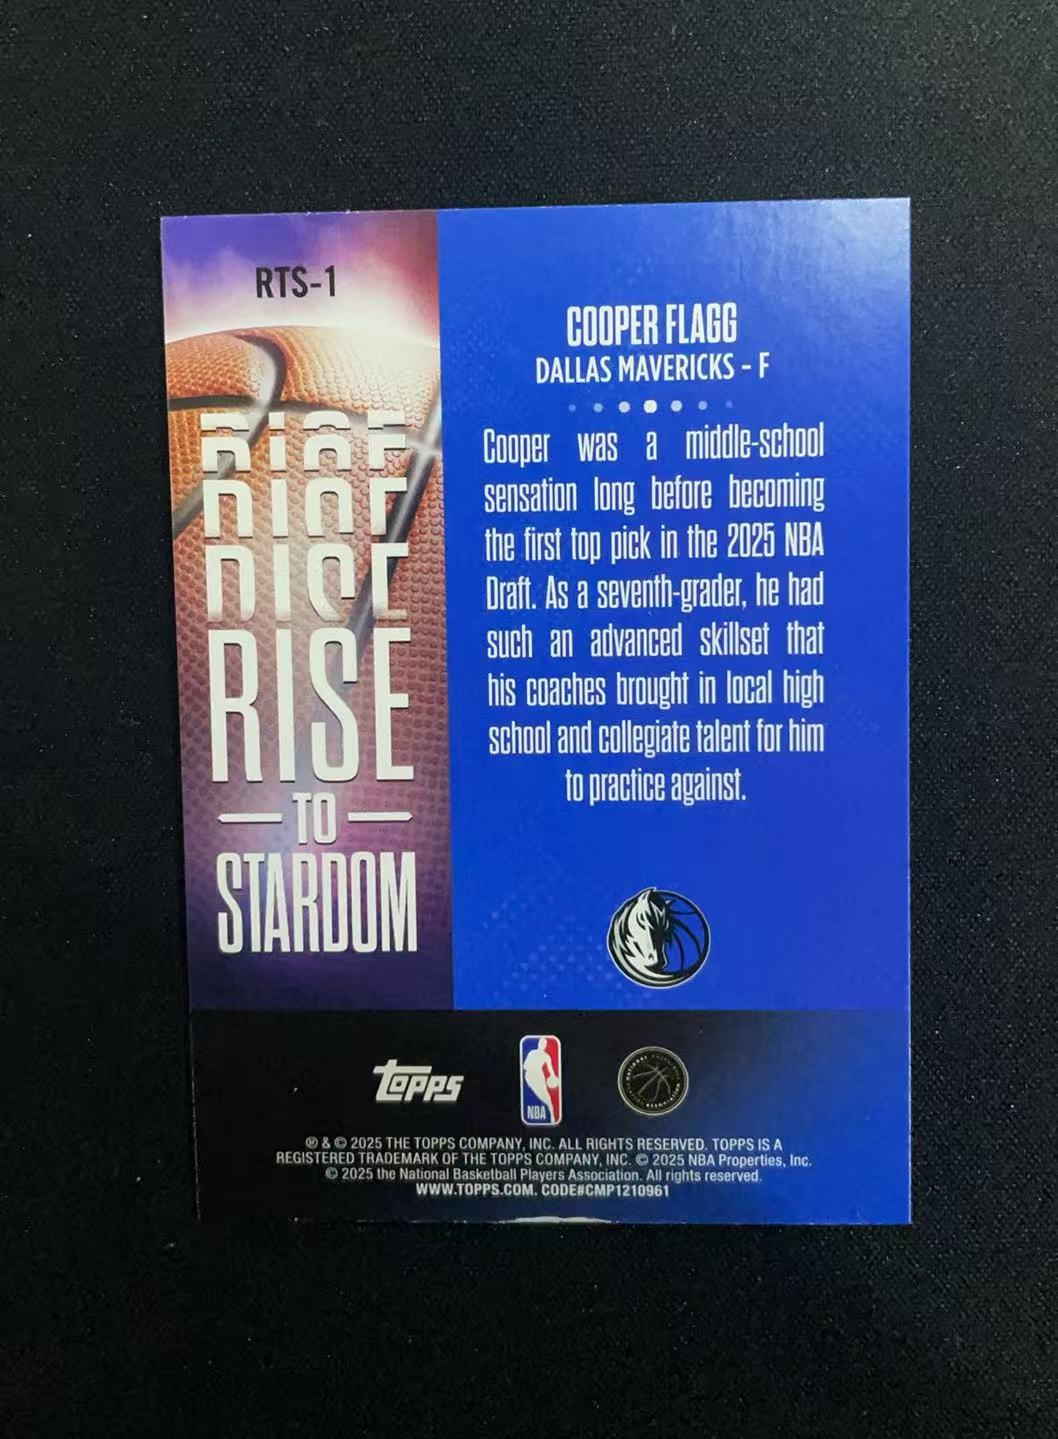 RTS-1
RISE
RISE
RISE
RISE
TO
STARDOM
COOPER FLAGG
DALLAS MAVERICKS - F
Cooper was a middle-school
sensation long before becoming
the first top pick in the 2025 NBA
Draft. As a seventh-grader, he had
such an advanced skillset that
his coaches brought in local high
school and collegiate talent for him
to practice against.
topps
NBA
® & © 2025 THE TOPPS COMPANY, INC. ALL RIGHTS RESERVED. TOPPS IS A
REGISTERED TRADEMARK OF THE TOPPS COMPANY, INC. © 2025 NBA Properties, Inc.
© 2025 the National Basketball Players Association. All rights reserved.
WWW.TOPPS.COM. CODE#CMP1210961